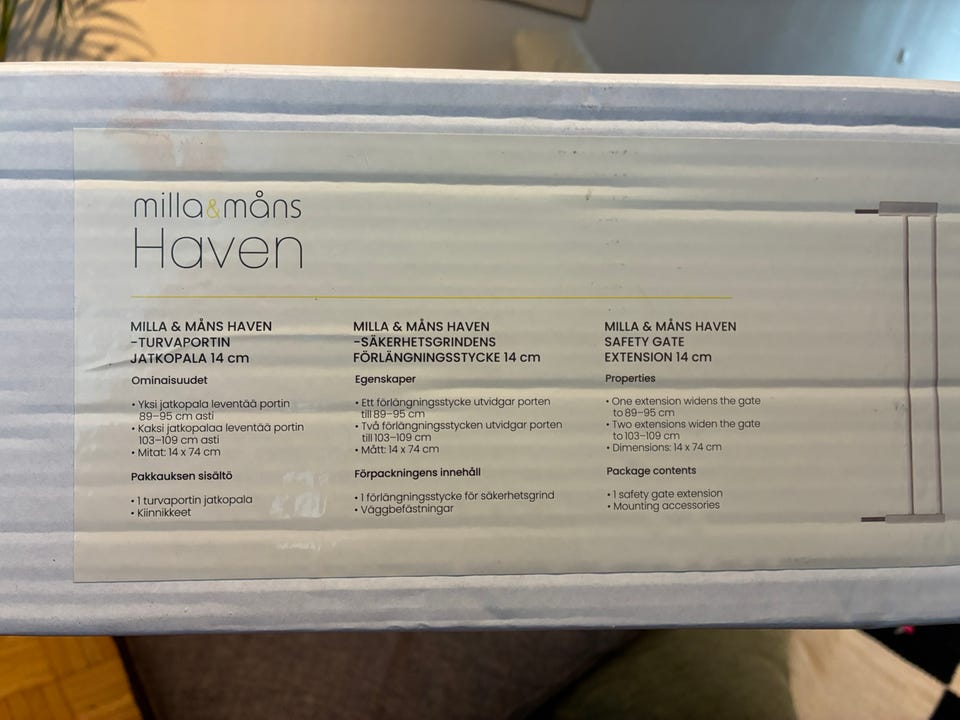 milla&måns
Haven
MILLA & MÅNS HAVEN
-TURVAPORTIN
JATKOPALA 14 cm
Ominaisuudet
• Yksi jatkopala leventää portin
89–95 cm asti
• Kaksi jatkopalaa leventää portin
103–109 cm asti
• Mitat: 14 x 74 cm
Pakkauksen sisältö
• 1 turvaportin jatkopala
• Kiinnikkeet
MILLA & MÅNS HAVEN
-SÄKERHETSGRINDENS
FÖRLÄNGNINGSSTYCKE 14 cm
Egenskaper
• Ett förlängningsstycke utvidgar porten
till 89–95 cm
• Två förlängningsstycken utvidgar porten
till 103–109 cm
• Mått: 14 x 74 cm
Förpackningens innehåll
• 1 förlängningsstycke för säkerhetsgrind
• Väggbefästningar
MILLA & MÅNS HAVEN
SAFETY GATE
EXTENSION 14 cm
Properties
• One extension widens the gate
to 89–95 cm
• Two extensions widen the gate
to 103–109 cm
• Dimensions: 14 x 74 cm
Package contents
• 1 safety gate extension
• Mounting accessories